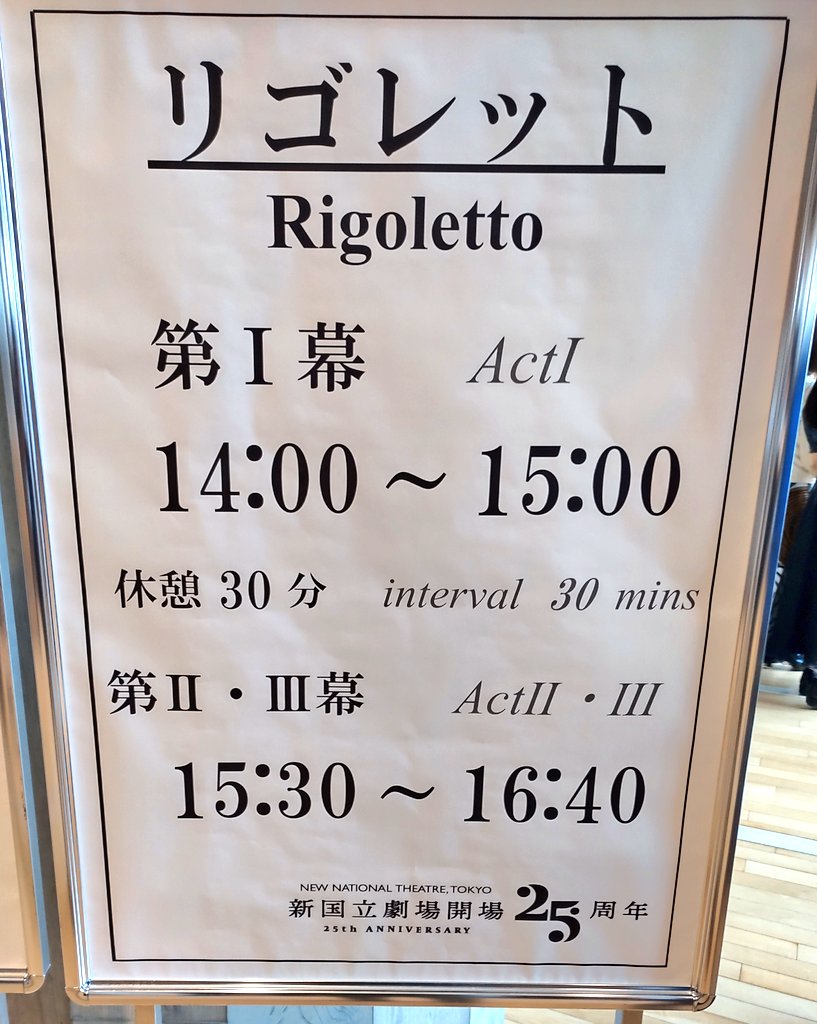 リゴレット
Rigoletto
第Ⅰ幕 ActI
14:00～15:00
休憩 30 分 interval 30 mins
第Ⅱ・Ⅲ幕 ActII・III
15:30～16:40
NEW NATIONAL THEATRE, TOKYO
新国立劇場開場 25 周年
25th ANNIVERSARY